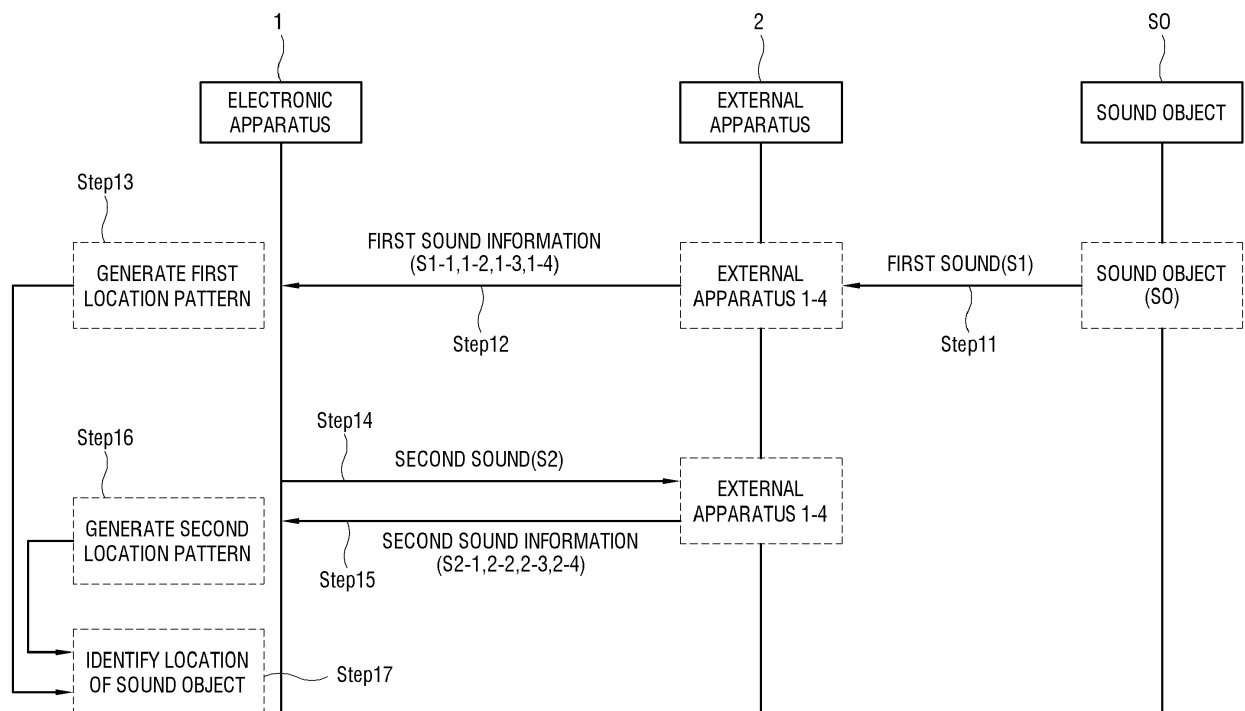 1
2
SO
ELECTRONIC
APPARATUS
EXTERNAL
APPARATUS
SOUND OBJECT
Step13
GENERATE FIRST
LOCATION PATTERN
FIRST SOUND INFORMATION
(S1-1,1-2,1-3,1-4)
Step12
EXTERNAL
APPARATUS 1-4
FIRST SOUND(S1)
Step11
SOUND OBJECT
(SO)
Step14
SECOND SOUND(S2)
Step16
GENERATE SECOND
LOCATION PATTERN
EXTERNAL
APPARATUS 1-4
SECOND SOUND INFORMATION
(S2-1,2-2,2-3,2-4)
Step15
IDENTIFY LOCATION
OF SOUND OBJECT
Step17